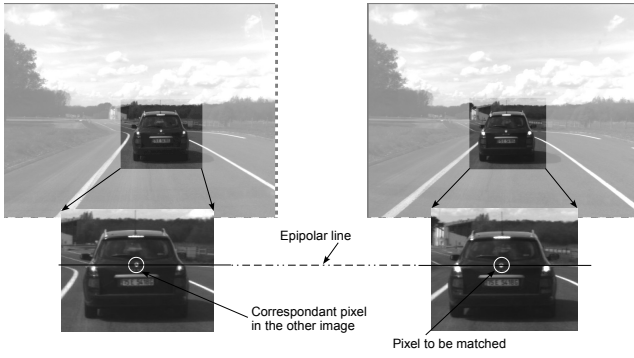 Epipolar line
Correspondant pixel
in the other image
Pixel to be matched